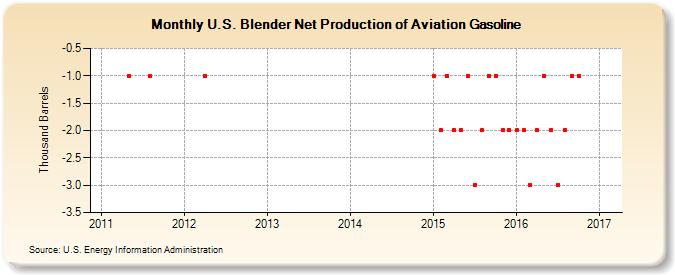 Monthly U.S. Blender Net Production of Aviation Gasoline
Thousand Barrels
-0.5
-1.0
-1.5
-2.0
-2.5
-3.0
-3.5
2011 2012 2013 2014 2015 2016 2017
Source: U.S. Energy Information Administration